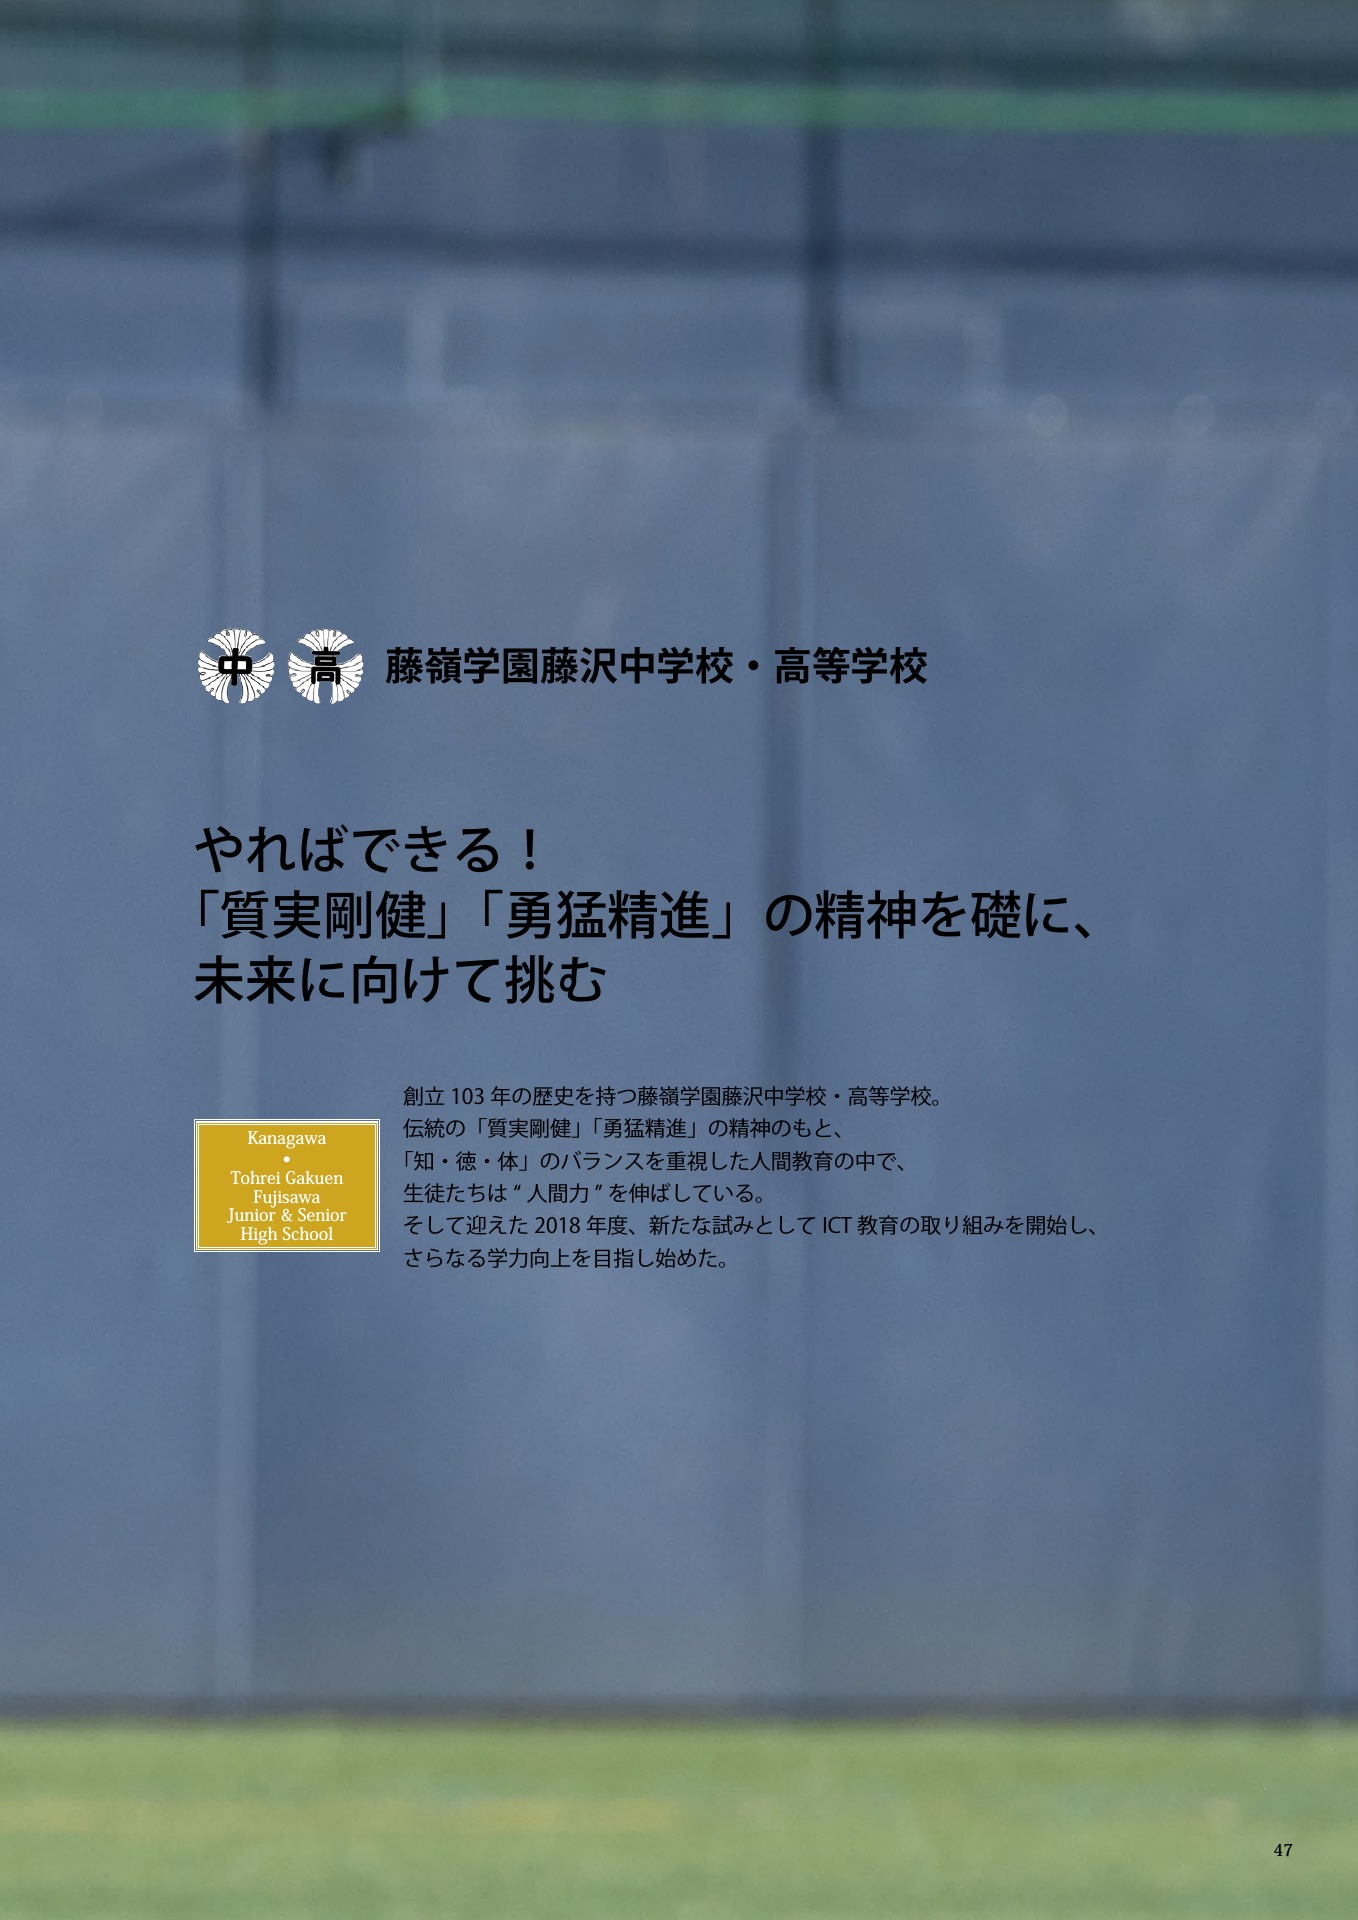 中 高 藤嶺学園藤沢中学校・高等学校
やればできる！
「質実剛健」「勇猛精進」の精神を礎に、
未来に向けて挑む
創立 103 年の歴史を持つ藤嶺学園藤沢中学校・高等学校。
伝統の「質実剛健」「勇猛精進」の精神のもと、
「知・徳・体」のバランスを重視した人間教育の中で、
生徒たちは “ 人間力 ” を伸ばしている。
そして迎えた 2018 年度、新たな試みとして ICT 教育の取り組みを開始し、
さらなる学力向上を目指し始めた。
Kanagawa
•
Tohrei Gakuen
Fujisawa
Junior & Senior
High School
47